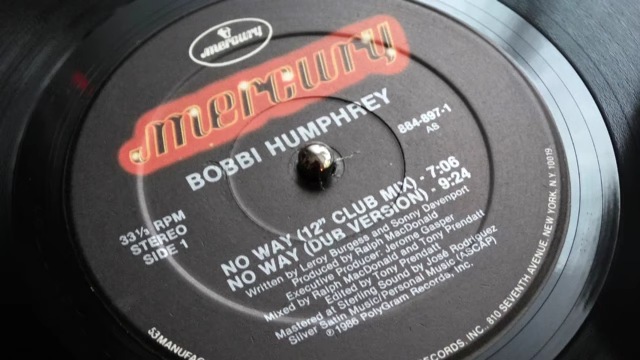 mercury
mercury
BOBBI HUMPHREY
884-897-1
AS
33⅓ RPM
STEREO
SIDE 1
NO WAY (12" CLUB MIX) - 7:06
NO WAY (DUB VERSION) - 9:24
Written by Leroy Burgess and Sonny Davenport
Produced by Ralph MacDonald
Executive Producer: Jerome Gasper
Mixed by Ralph MacDonald and Tony Prendatt
Edited by Tony Prendatt
Mastered at Sterling Sound by José Rodriguez
Silver Satin Music/Personal Music (ASCAP)
℗ 1986 PolyGram Records, Inc.
53MANUFAC
RECORDS, INC., 810 SEVENTH AVENUE, NEW YORK, N.Y. 10019